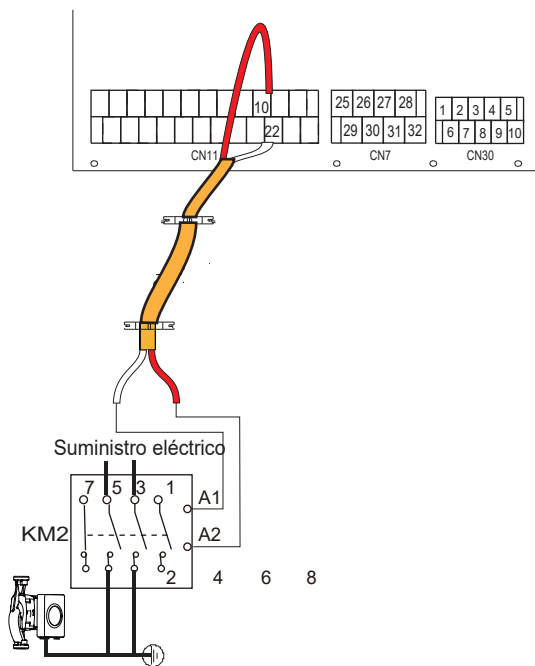 10
22
CN11
25 26 27 28
29 30 31 32
CN7
1 2 3 4 5
6 7 8 9 10
CN30
Suministro eléctrico
7 5 3 1
A1
KM2
A2
2 4 6 8